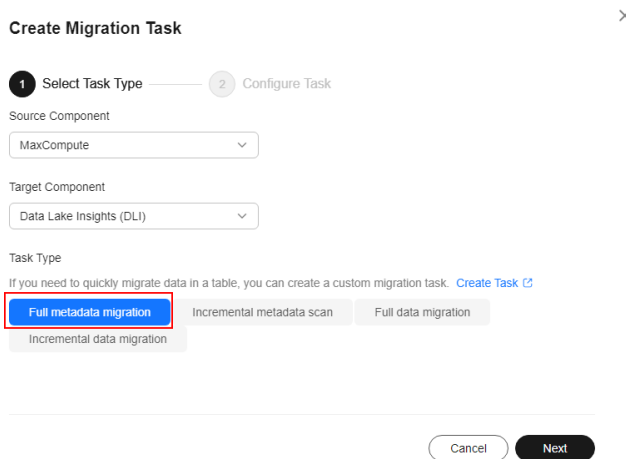 Create Migration Task
1 Select Task Type 2 Configure Task
Source Component
MaxCompute
Target Component
Data Lake Insights (DLI)
Task Type
If you need to quickly migrate data in a table, you can create a custom migration task. Create Task
Full metadata migration Incremental metadata scan Full data migration
Incremental data migration
Cancel Next